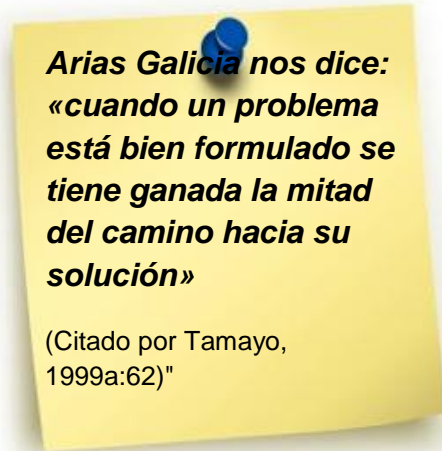 Arias Galicia nos dice:
«cuando un problema
está bien formulado se
tiene ganada la mitad
del camino hacia su
solución»
(Citado por Tamayo,
1999a:62)"